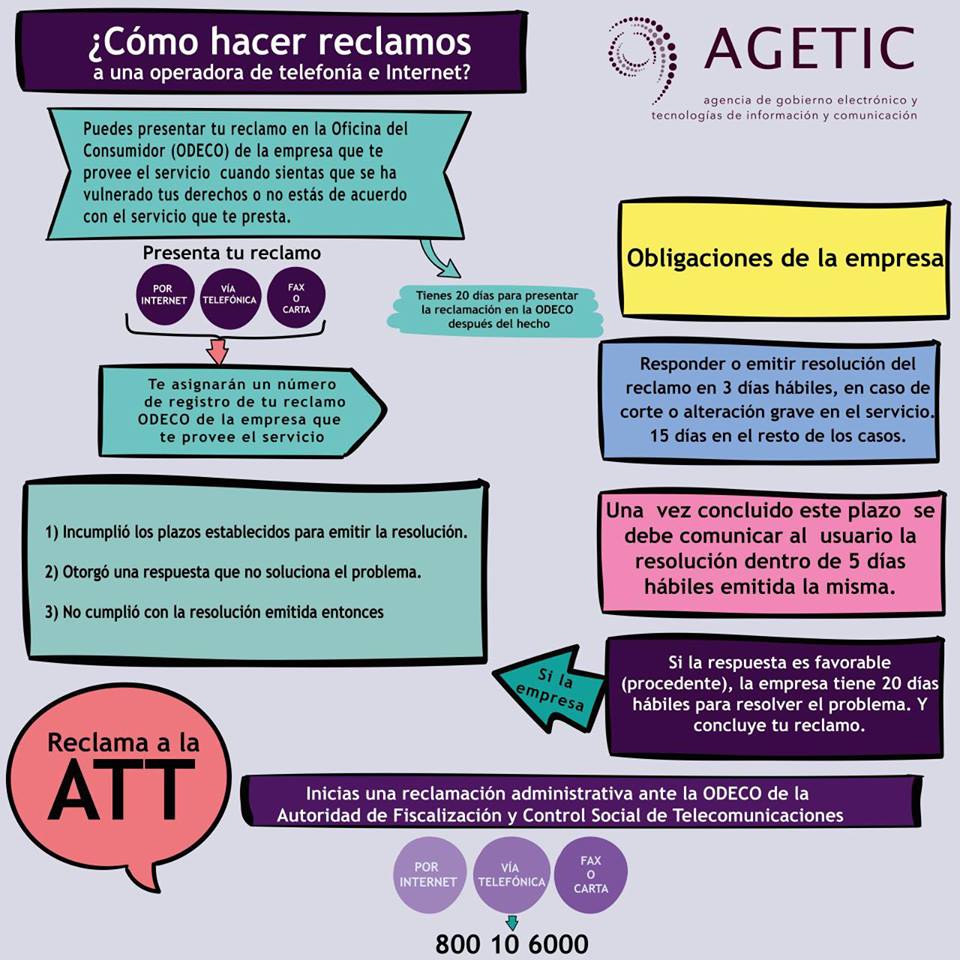 ¿Cómo hacer reclamos
a una operadora de telefonía e Internet?
AGETIC
agencia de gobierno electrónico y
tecnologías de información y comunicación
Puedes presentar tu reclamo en la Oficina del
Consumidor (ODECO) de la empresa que te
provee el servicio cuando sientas que se ha
vulnerado tus derechos o no estás de acuerdo
con el servicio que te presta.
Presenta tu reclamo
POR
INTERNET
VÍA
TELEFÓNICA
FAX
O
CARTA
Tienes 20 días para presentar
la reclamación en la ODECO
después del hecho
Te asignarán un número
de registro de tu reclamo
ODECO de la empresa que
te provee el servicio
Obligaciones de la empresa
Responder o emitir resolución del
reclamo en 3 días hábiles, en caso de
corte o alteración grave en el servicio.
15 días en el resto de los casos.
Una vez concluido este plazo se
debe comunicar al usuario la
resolución dentro de 5 días
hábiles emitida la misma.
Si la respuesta es favorable
(procedente), la empresa tiene 20 días
hábiles para resolver el problema. Y
concluye tu reclamo.
Si la
empresa
1) Incumplió los plazos establecidos para emitir la resolución.
2) Otorgó una respuesta que no soluciona el problema.
3) No cumplió con la resolución emitida entonces
Reclama a la
ATT
Inicias una reclamación administrativa ante la ODECO de la
Autoridad de Fiscalización y Control Social de Telecomunicaciones
POR
INTERNET
VÍA
TELEFÓNICA
FAX
O
CARTA
800 10 6000